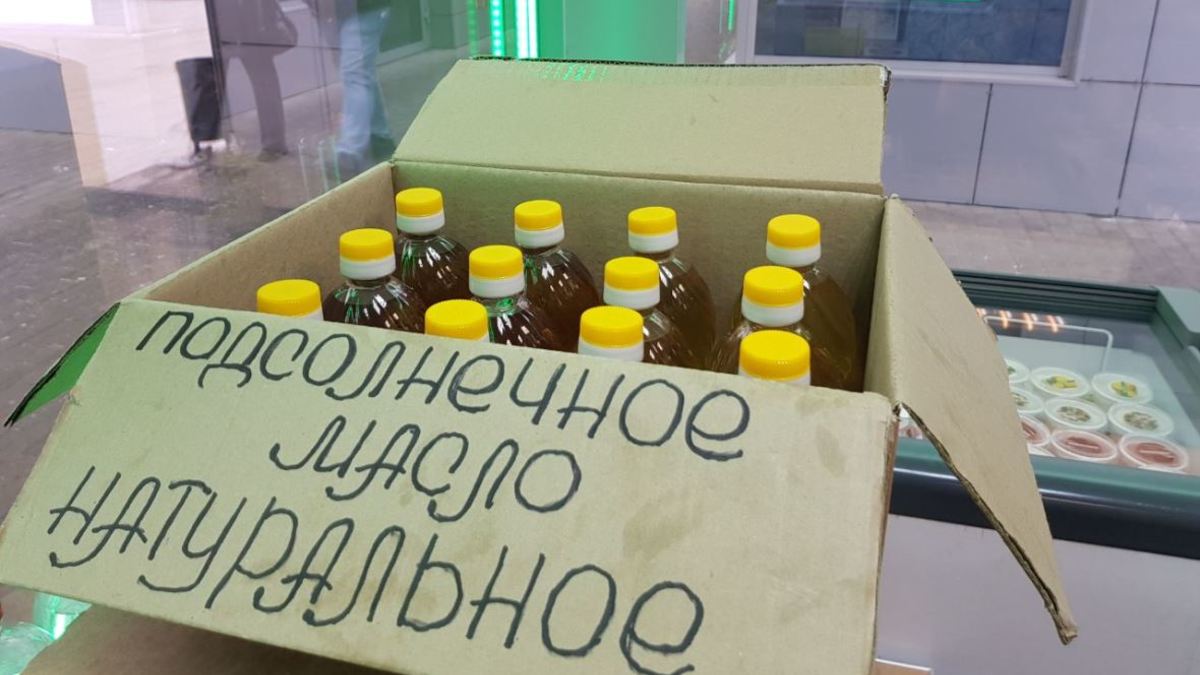 подсолнечное
масло
натуральное